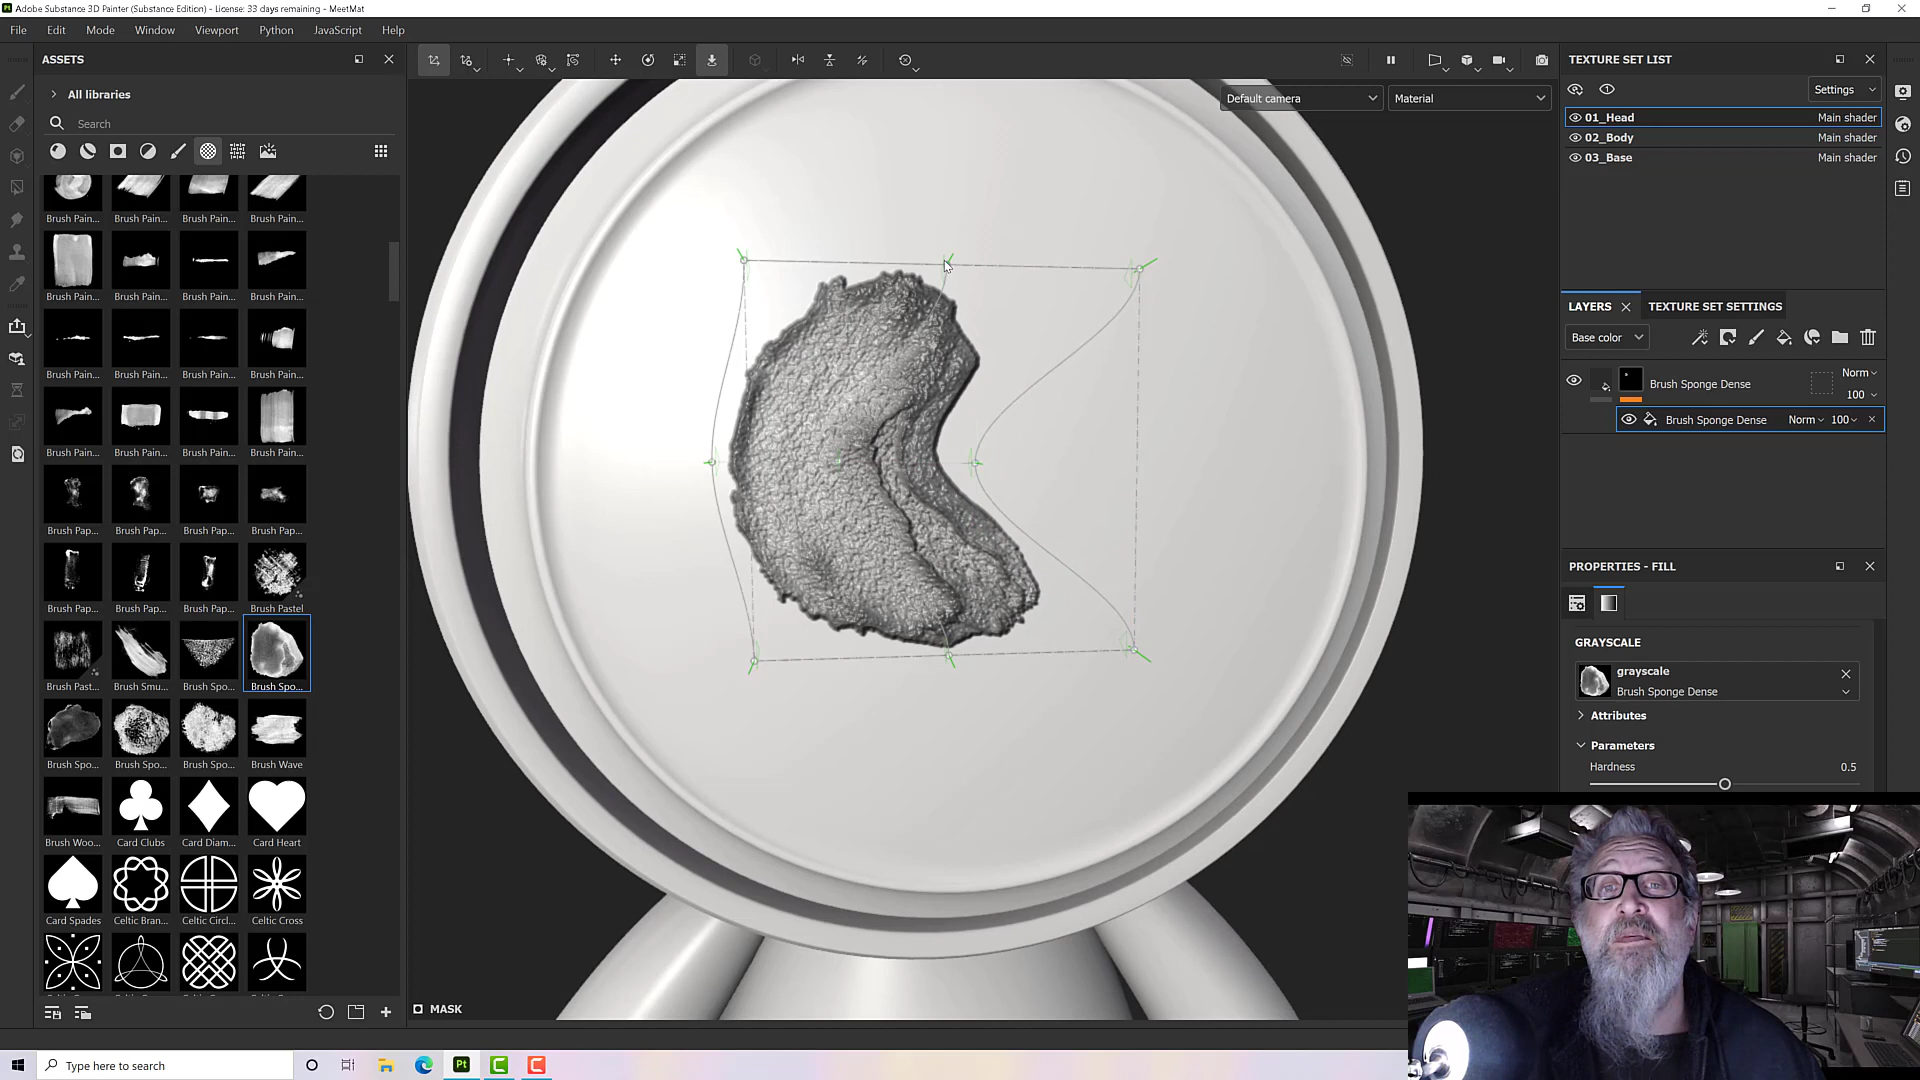 Adobe Substance 3D Painter (Substance Edition) - License: 33 days remaining - MeetMat
File Edit Mode Window Viewport Python JavaScript Help
ASSETS
All libraries
Search
Brush Pain... Brush Pain... Brush Pain... Brush Pain...
Brush Pain... Brush Pain... Brush Pain... Brush Pain...
Brush Pain... Brush Pain... Brush Pain... Brush Pain...
Brush Pain... Brush Pain... Brush Pain... Brush Pain...
Brush Pap... Brush Pap... Brush Pap... Brush Pap...
Brush Pap... Brush Pap... Brush Pap... Brush Pastel
Brush Past... Brush Smu... Brush Spo... Brush Spo...
Brush Spo... Brush Spo... Brush Spo... Brush Wave
Brush Woo... Card Clubs Card Diam... Card Heart
Card Spades Celtic Bran... Celtic Circl... Celtic Cross
Default camera
Material
MASK
TEXTURE SET LIST
Settings
01_Head Main shader
02_Body Main shader
03_Base Main shader
LAYERS
TEXTURE SET SETTINGS
Base color
Brush Sponge Dense Norm
100
Brush Sponge Dense Norm 100
PROPERTIES - FILL
GRAYSCALE
grayscale
Brush Sponge Dense
Attributes
Parameters
Hardness 0.5
Type here to search
Pt